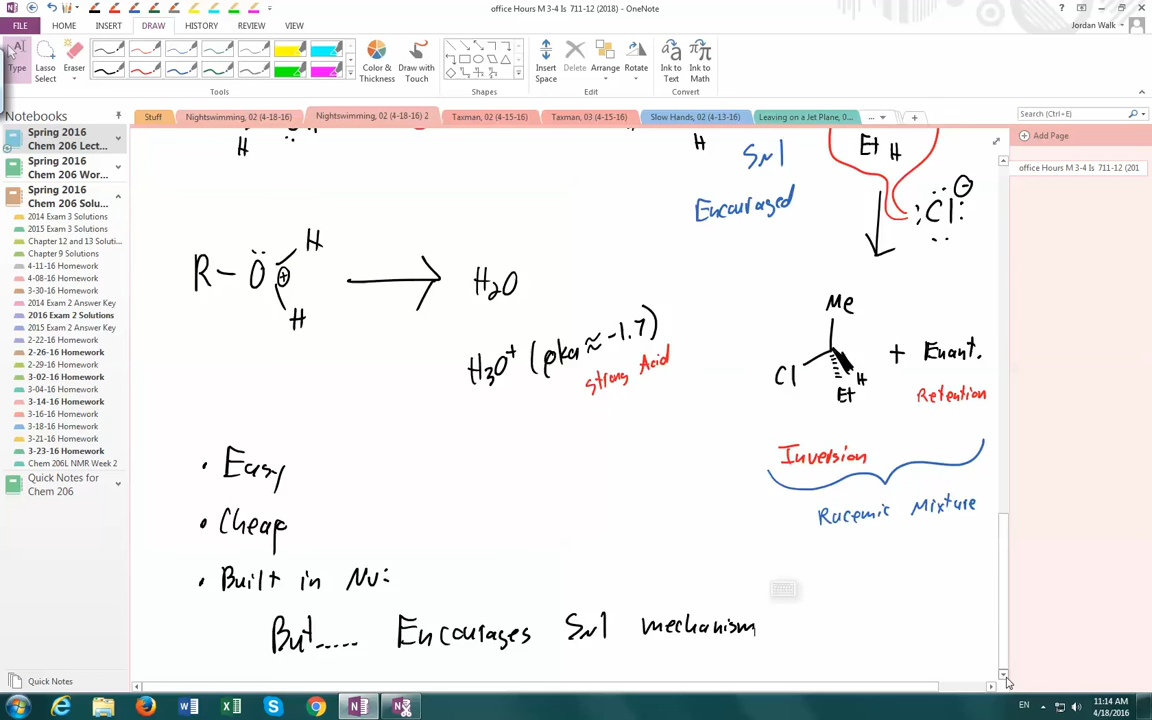 office Hours M 3-4 Is 711-12 (2018) - OneNote
Jordan Walk
FILE HOME INSERT DRAW HISTORY REVIEW VIEW
Type Lasso Select Eraser Color & Thickness Draw with Touch Insert Space Delete Arrange Rotate Ink to Text Ink to Math
Tools Shapes Edit Convert
Notebooks
Stuff Nightswimming, 02 (4-18-16) Nightswimming, 02 (4-18-16) 2 Taxman, 02 (4-15-16) Taxman, 03 (4-15-16) Slow Hands, 02 (4-13-16) Leaving on a Jet Plane, 0... ...
Search (Ctrl+E)
Add Page
office Hours M 3-4 Is 711-12 (201
Spring 2016
Chem 206 Lect...
Spring 2016
Chem 206 Wor...
Spring 2016
Chem 206 Solu...
2014 Exam 3 Solutions
2015 Exam 3 Solutions
Chapter 12 and 13 Soluti...
Chapter 9 Solutions
4-11-16 Homework
4-08-16 Homework
3-30-16 Homework
2014 Exam 2 Answer Key
2016 Exam 2 Solutions
2015 Exam 2 Answer Key
2-22-16 Homework
2-26-16 Homework
2-29-16 Homework
3-02-16 Homework
3-04-16 Homework
3-14-16 Homework
3-16-16 Homework
3-18-16 Homework
3-21-16 Homework
3-23-16 Homework
Chem 206L NMR Week 2
Quick Notes for
Chem 206
Quick Notes
H
H
SN1
Encouraged
Et H
:Cl: ⊖
R-O⊕ H
H
H2O
H3O+ (pka ≈ -1.7)
Strong Acid
Me
Cl H
Et
+ Enant.
Retention
Inversion
Racemic Mixture
• Easy
• Cheap
• Built in Nu:
But..... Encourages SN1 mechanism
EN
11:14 AM
4/18/2016